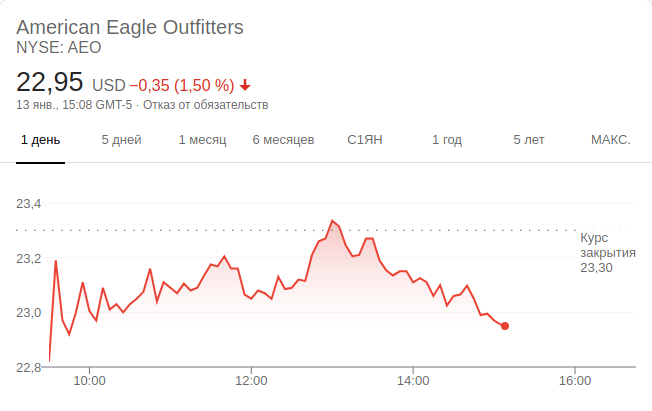 American Eagle Outfitters
NYSE: AEO
22,95 USD −0,35 (1,50 %)
13 янв., 15:08 GMT-5 · Отказ от обязательств
1 день 5 дней 1 месяц 6 месяцев С1ЯН 1 год 5 лет МАКС.
23,4
Курс
закрытия
23,30
23,2
23,0
22,8
10:00 12:00 14:00 16:00